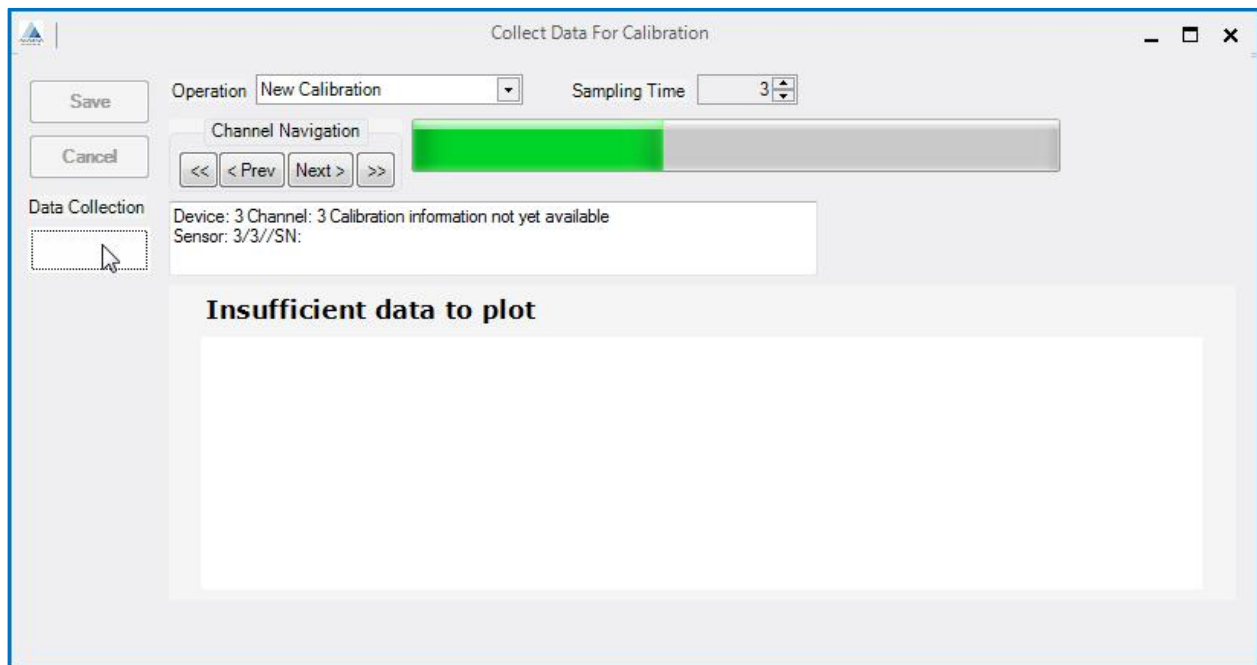 Collect Data For Calibration
Save
Operation New Calibration Sampling Time 3
Channel Navigation
Cancel
<< < Prev Next > >>
Data Collection
Device: 3 Channel: 3 Calibration information not yet available
Sensor: 3/3//SN:
Insufficient data to plot